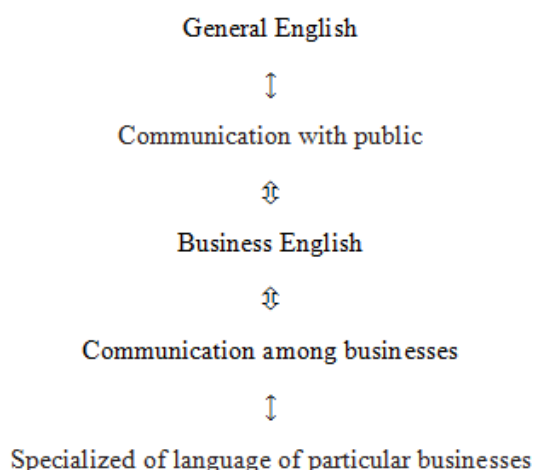 General English
↕
Communication with public
⇳
Business English
⇳
Communication among businesses
↕
Specialized of language of particular businesses